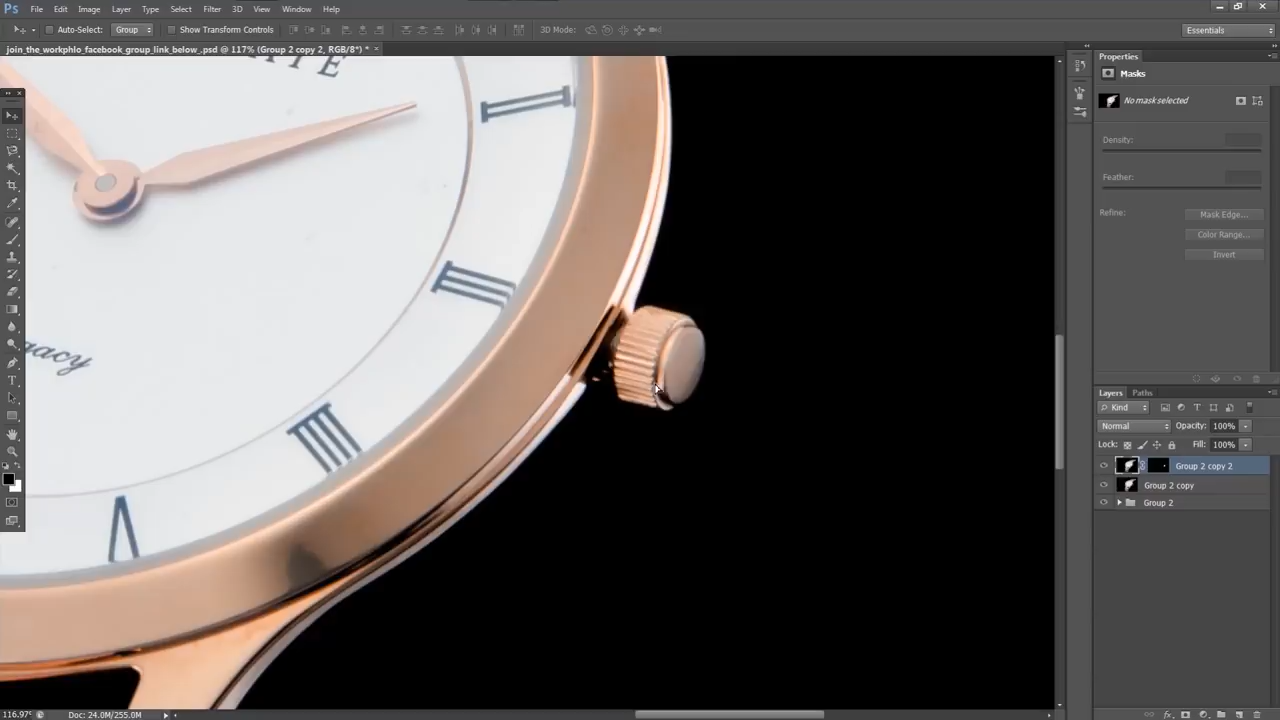 Ps File Edit Image Layer Type Select Filter 3D View Window Help
Auto-Select: Group Show Transform Controls 3D Mode: Essentials
join_the_workphlo_facebook_group_link_below_.psd @ 117% (Group 2 copy 2, RGB/8*) * ×
Properties
Masks
No mask selected
Density:
Feather:
Refine: Mask Edge...
Color Range...
Invert
Layers Paths
Kind
Normal Opacity: 100%
Lock: Fill: 100%
Group 2 copy 2
Group 2 copy
Group 2
116.97% Doc: 24.0M/255.0M